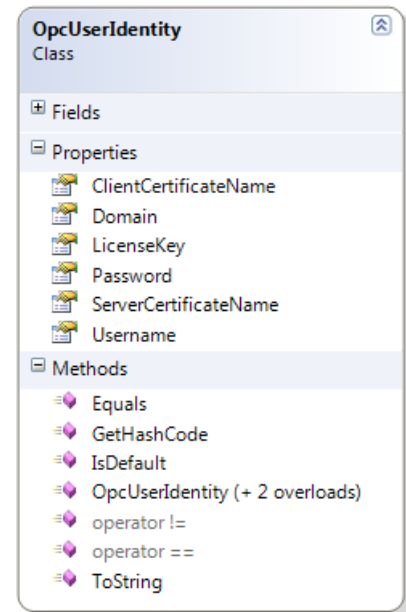 OpcUserIdentity
Class
Fields
Properties
ClientCertificateName
Domain
LicenseKey
Password
ServerCertificateName
Username
Methods
Equals
GetHashCode
IsDefault
OpcUserIdentity (+ 2 overloads)
operator !=
operator ==
ToString